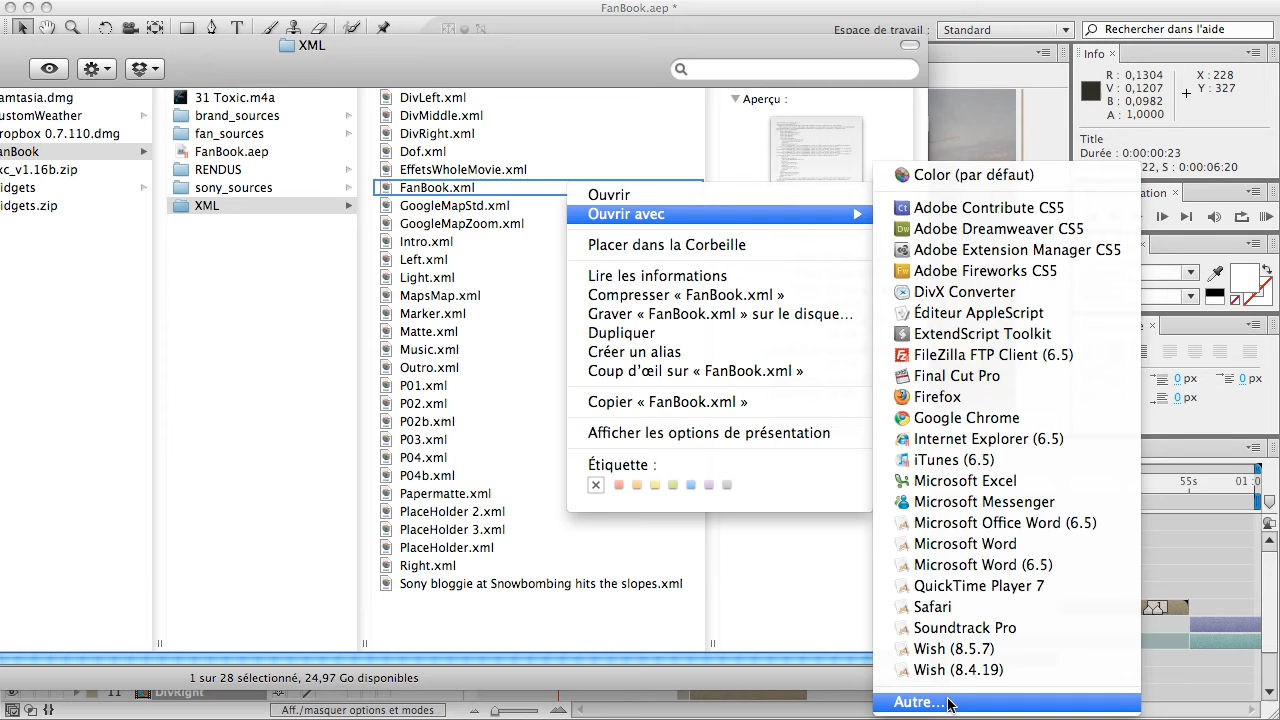 FanBook.aep *
Espace de travail :
Standard
Rechercher dans l'aide
XML
Info ×
R : 0,1304
V : 0,1207
B : 0,0982
A : 1,0000
X : 228
Y : 327
Title
Durée : 0:00:00:23
amtasia.dmg
ustomWeather
ropbox 0.7.110.dmg
anBook
xc_v1.16b.zip
idgets
idgets.zip
31 Toxic.m4a
brand_sources
fan_sources
FanBook.aep
RENDUS
sony_sources
XML
DivLeft.xml
DivMiddle.xml
DivRight.xml
Dof.xml
EffetsWholeMovie.xml
FanBook.xml
GoogleMapStd.xml
GoogleMapZoom.xml
Intro.xml
Left.xml
Light.xml
MapsMap.xml
Marker.xml
Matte.xml
Music.xml
Outro.xml
P01.xml
P02.xml
P02b.xml
P03.xml
P04.xml
P04b.xml
Papermatte.xml
PlaceHolder 2.xml
PlaceHolder 3.xml
PlaceHolder.xml
Right.xml
Sony bloggie at Snowbombing hits the slopes.xml
Aperçu :
Ouvrir
Ouvrir avec
Placer dans la Corbeille
Lire les informations
Compresser « FanBook.xml »
Graver « FanBook.xml » sur le disque...
Dupliquer
Créer un alias
Coup d'œil sur « FanBook.xml »
Copier « FanBook.xml »
Afficher les options de présentation
Étiquette :
Color (par défaut)
Adobe Contribute CS5
Adobe Dreamweaver CS5
Adobe Extension Manager CS5
Adobe Fireworks CS5
DivX Converter
Éditeur AppleScript
ExtendScript Toolkit
FileZilla FTP Client (6.5)
Final Cut Pro
Firefox
Google Chrome
Internet Explorer (6.5)
iTunes (6.5)
Microsoft Excel
Microsoft Messenger
Microsoft Office Word (6.5)
Microsoft Word
Microsoft Word (6.5)
QuickTime Player 7
Safari
Soundtrack Pro
Wish (8.5.7)
Wish (8.4.19)
Autre...
ation ×
0 px
0 px
0 px
55s
01:0
1 sur 28 sélectionné, 24,97 Go disponibles
11
DivRight
Aff./masquer options et modes